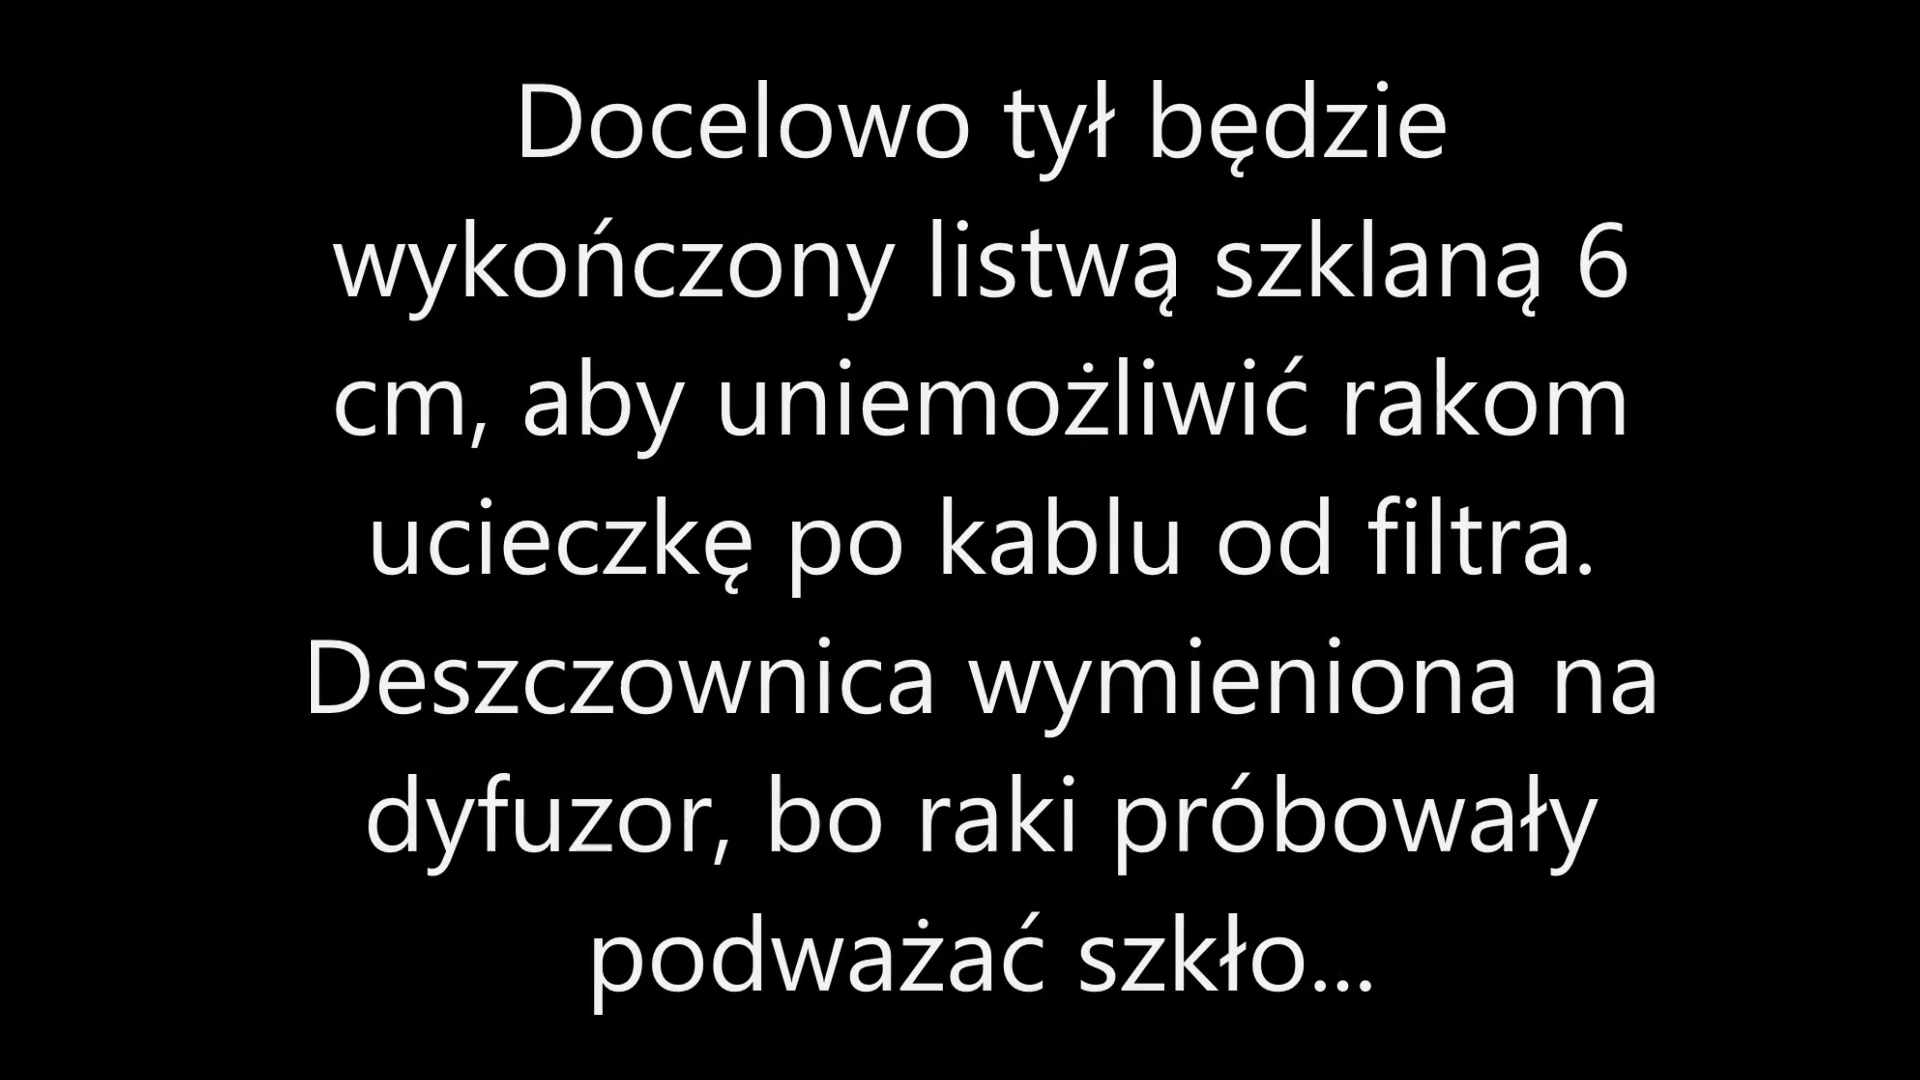 Docelowo tył będzie
wykończony listwą szklaną 6
cm, aby uniemożliwić rakom
ucieczkę po kablu od filtra.
Deszczownica wymieniona na
dyfuzor, bo raki próbowały
podważać szkło...